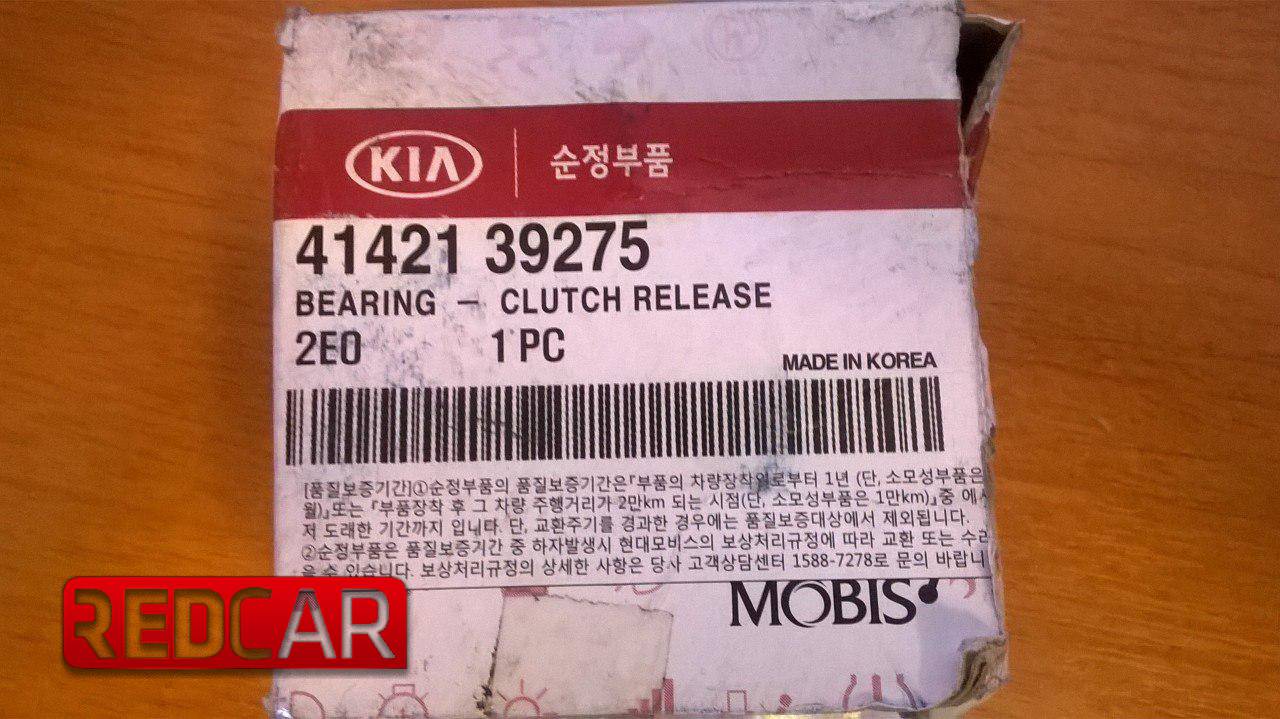 KIA 순정부품
41421 39275
BEARING – CLUTCH RELEASE
2E0 1 PC
MADE IN KOREA
[품질보증기간]①순정부품의 품질보증기간은『부품의 차량장착일로부터 1년 (단, 소모성부품은
월)』또는 『부품장착 후 그 차량 주행거리가 2만km 되는 시점(단, 소모성부품은 1만km)』중 에
저 도래한 기간까지 입니다. 단, 교환주기를 경과한 경우에는 품질보증대상에서 제외됩니다.
②순정부품은 품질보증기간 중 하자발생시 현대모비스의 보상처리규정에 따라 교환 또는 수리
을 수 있습니다. 보상처리규정의 상세한 사항은 당사 고객상담센터 1588-7278로 문의 바랍니
MOBIS
REDCAR